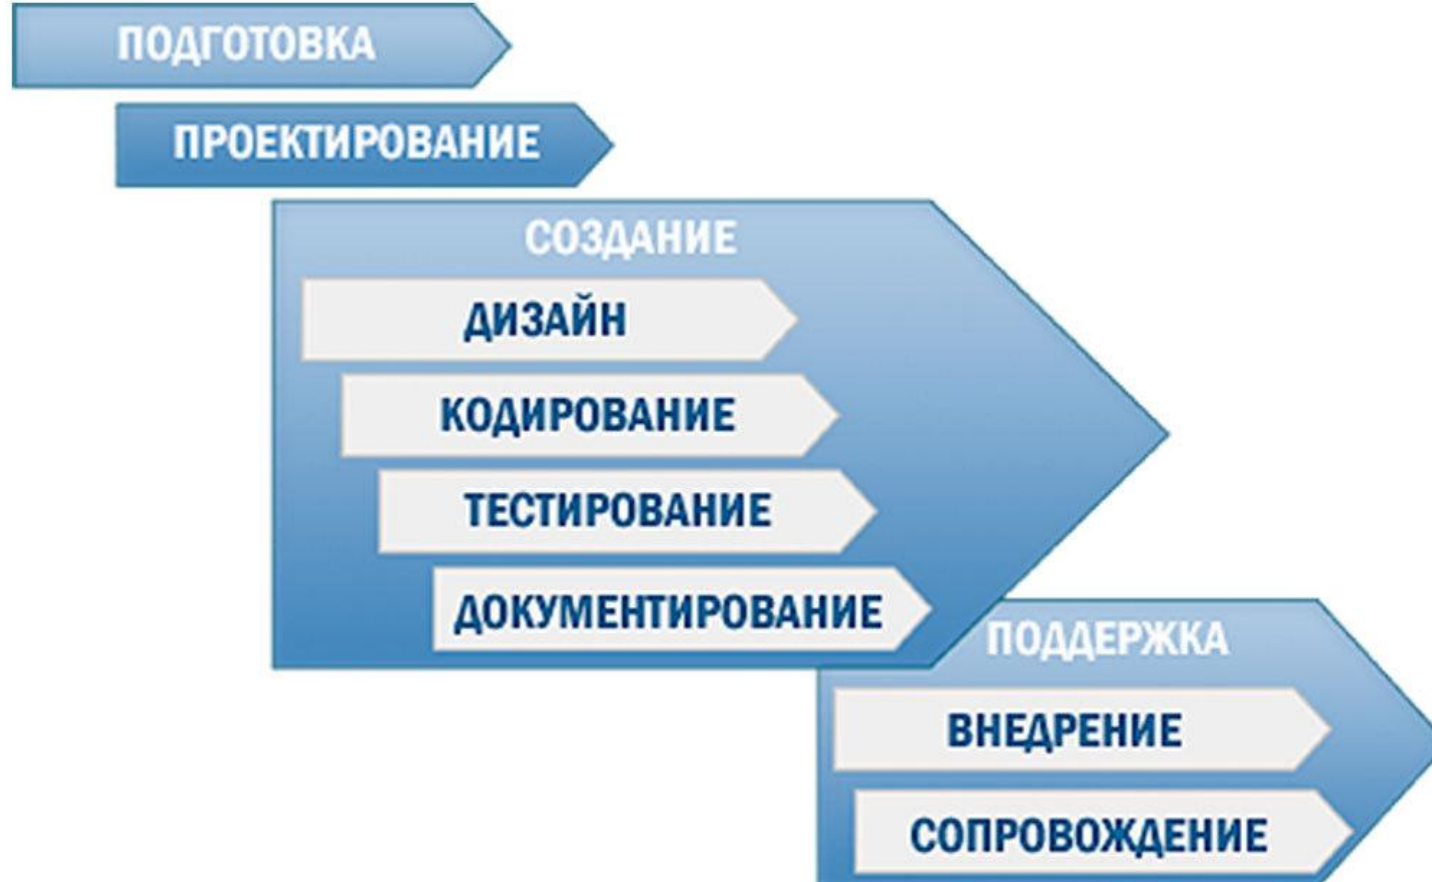 ПОДГОТОВКА
ПРОЕКТИРОВАНИЕ
СОЗДАНИЕ
ДИЗАЙН
КОДИРОВАНИЕ
ТЕСТИРОВАНИЕ
ДОКУМЕНТИРОВАНИЕ
ПОДДЕРЖКА
ВНЕДРЕНИЕ
СОПРОВОЖДЕНИЕ